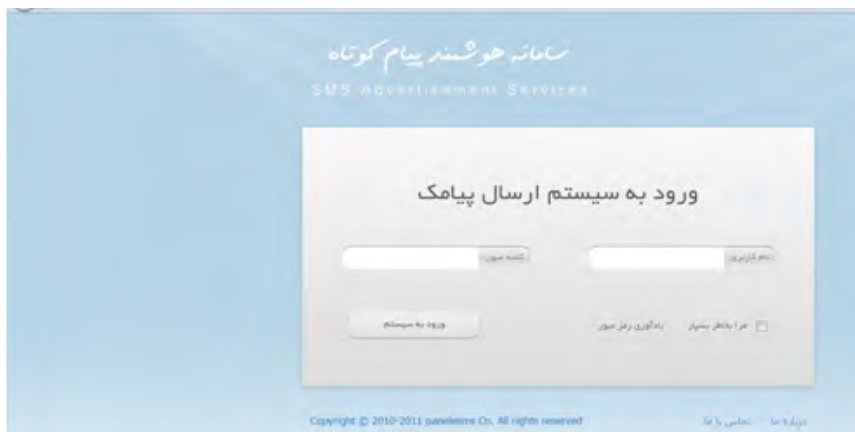 سامانه هوشمند پیام کوتاه
SMS Advertisement Services
ورود به سیستم ارسال پیامک
نام کاربری
کلمه عبور
مرا بخاطر بسپار یادآوری رمز عبور
ورود به سیستم
درباره ما تماس با ما
Copyright © 2010-2011 panelesms Co. All rights reserved